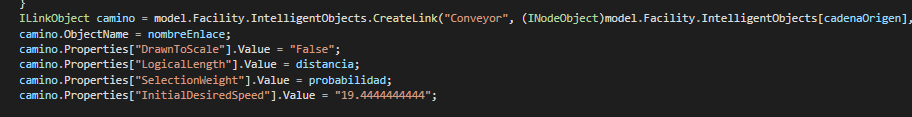 }
ILinkObject camino = model.Facility.IntelligentObjects.CreateLink("Conveyor", (INodeObject)model.Facility.IntelligentObjects[cadenaOrigen],
camino.ObjectName = nombreEnlace;
camino.Properties["DrawnToScale"].Value = "False";
camino.Properties["LogicalLength"].Value = distancia;
camino.Properties["SelectionWeight"].Value = probabilidad;
camino.Properties["InitialDesiredSpeed"].Value = "19.4444444444";